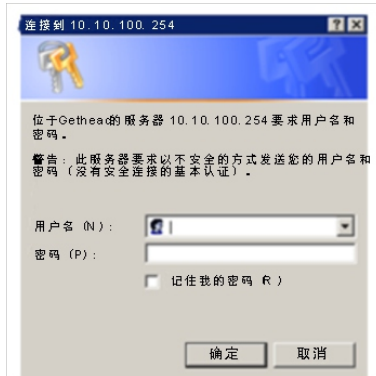 连接到 10.10.100.254
位于Gethead的服务器 10.10.100.254要求用户名和
密码。
警告：此服务器要求以不安全的方式发送您的用户名和
密码（没有安全连接的基本认证）。
用户名（N）：
密码（P）：
记住我的密码（R）
确定
取消